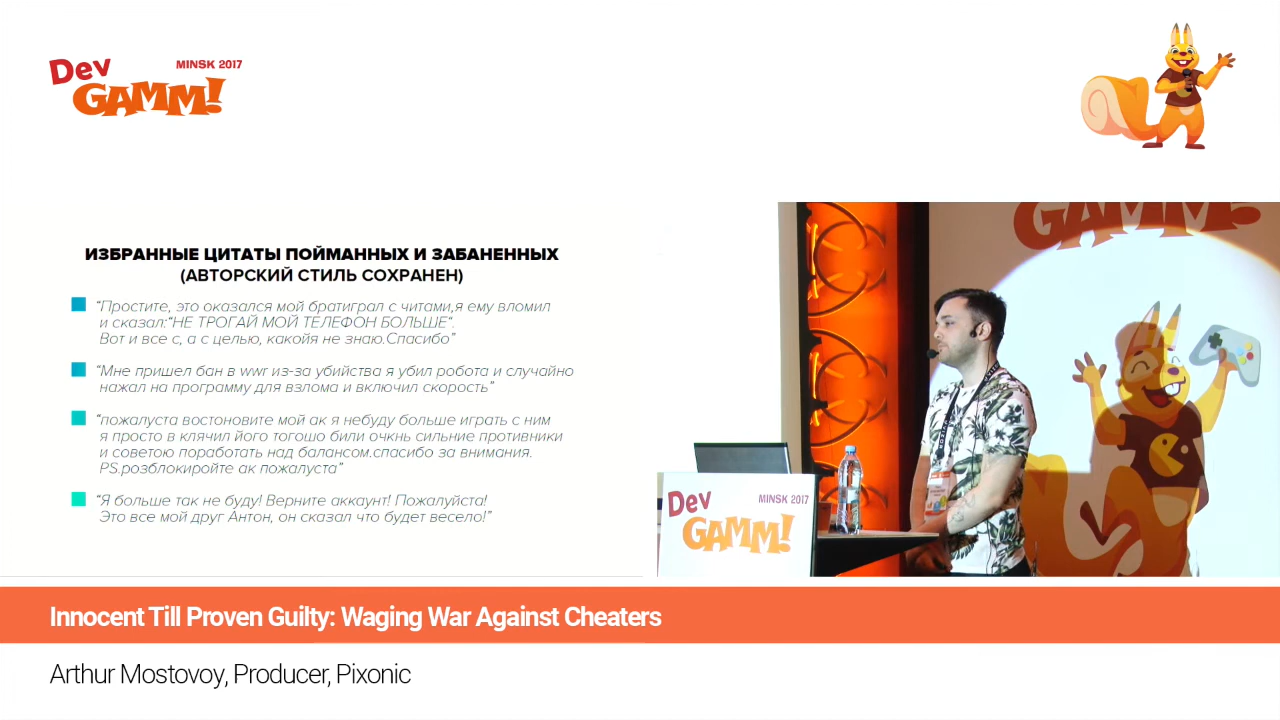 Dev
GAMM!
MINSK 2017
GAMM!
ИЗБРАННЫЕ ЦИТАТЫ ПОЙМАННЫХ И ЗАБАНЕННЫХ
(АВТОРСКИЙ СТИЛЬ СОХРАНЕН)
“Простите, это оказался мой братиграл с читами,я ему вломил
и сказал:“НЕ ТРОГАЙ МОЙ ТЕЛЕФОН БОЛЬШЕ“.
Вот и все с, а с целью, какойя не знаю.Спасибо”
“Мне пришел бан в wwr из-за убийства я убил робота и случайно
нажал на программу для взлома и включил скорость”
“пожалуста востоновите мой ак я небуду больше играть с ним
я просто в клячил його тогошо били очкнь сильние противники
и советою поработать над балансом.спасибо за внимания.
PS.розблокиройте ак пожалуста”
“Я больше так не буду! Верните аккаунт! Пожалуйста!
Это все мой друг Антон, он сказал что будет весело!”
Dev
GAMM!
MINSK 2017
Innocent Till Proven Guilty: Waging War Against Cheaters
Arthur Mostovoy, Producer, Pixonic